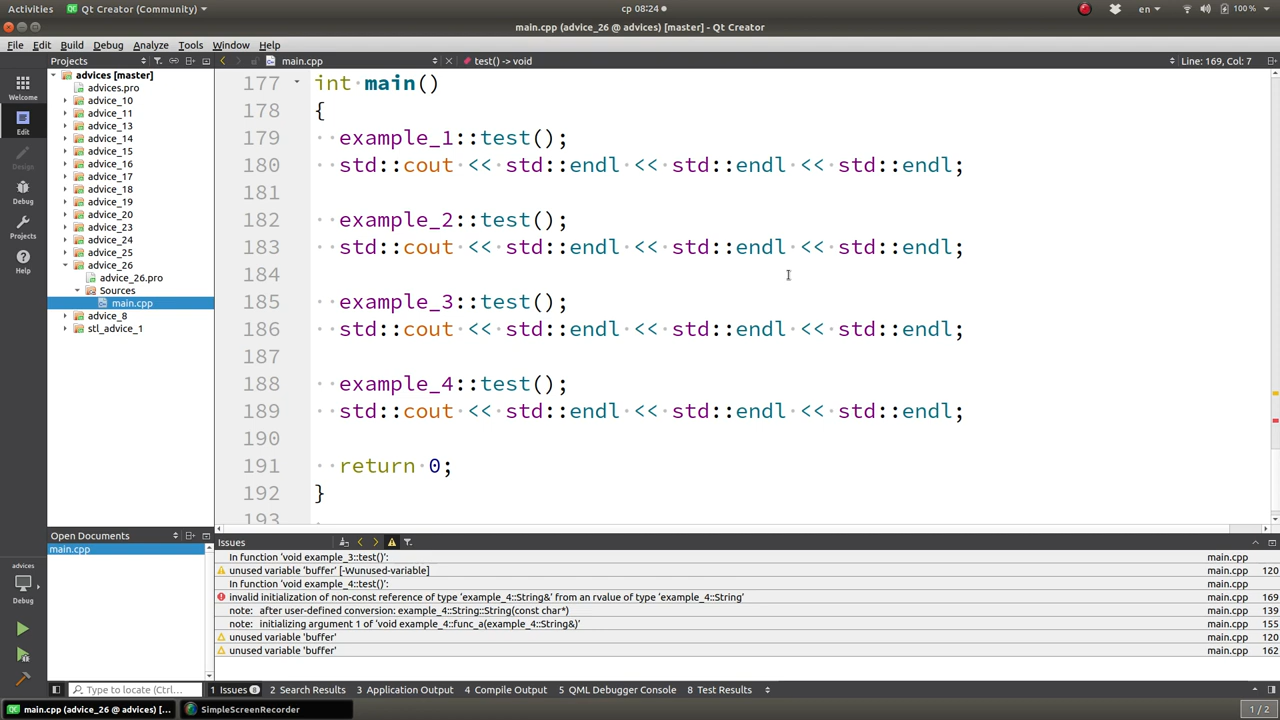 Activities
Qt Creator (Community)
ср 08:24
en
100 %
main.cpp (advice_26 @ advices) [master] - Qt Creator
File Edit Build Debug Analyze Tools Window Help
Projects
main.cpp
test() -> void
Line: 169, Col: 7
Welcome
Edit
Design
Debug
Projects
Help
advices
Debug
advices [master]
advices.pro
advice_10
advice_11
advice_13
advice_14
advice_15
advice_16
advice_17
advice_18
advice_19
advice_20
advice_23
advice_24
advice_25
advice_26
advice_26.pro
Sources
main.cpp
advice_8
stl_advice_1
Open Documents
main.cpp
177 int main()
178 {
179 example_1::test();
180 std::cout << std::endl << std::endl << std::endl;
181
182 example_2::test();
183 std::cout << std::endl << std::endl << std::endl;
184
185 example_3::test();
186 std::cout << std::endl << std::endl << std::endl;
187
188 example_4::test();
189 std::cout << std::endl << std::endl << std::endl;
190
191 return 0;
192 }
193
Issues
In function 'void example_3::test()': main.cpp
unused variable 'buffer' [-Wunused-variable] main.cpp 120
In function 'void example_4::test()': main.cpp
invalid initialization of non-const reference of type 'example_4::String&' from an rvalue of type 'example_4::String' main.cpp 169
note: after user-defined conversion: example_4::String::String(const char*) main.cpp 139
note: initializing argument 1 of 'void example_4::func_a(example_4::String&)' main.cpp 155
unused variable 'buffer' main.cpp 120
unused variable 'buffer' main.cpp 162
Type to locate (Ctrl...
1 Issues 8 2 Search Results 3 Application Output 4 Compile Output 5 QML Debugger Console 8 Test Results
main.cpp (advice_26 @ advices) [...
SimpleScreenRecorder
1 / 2